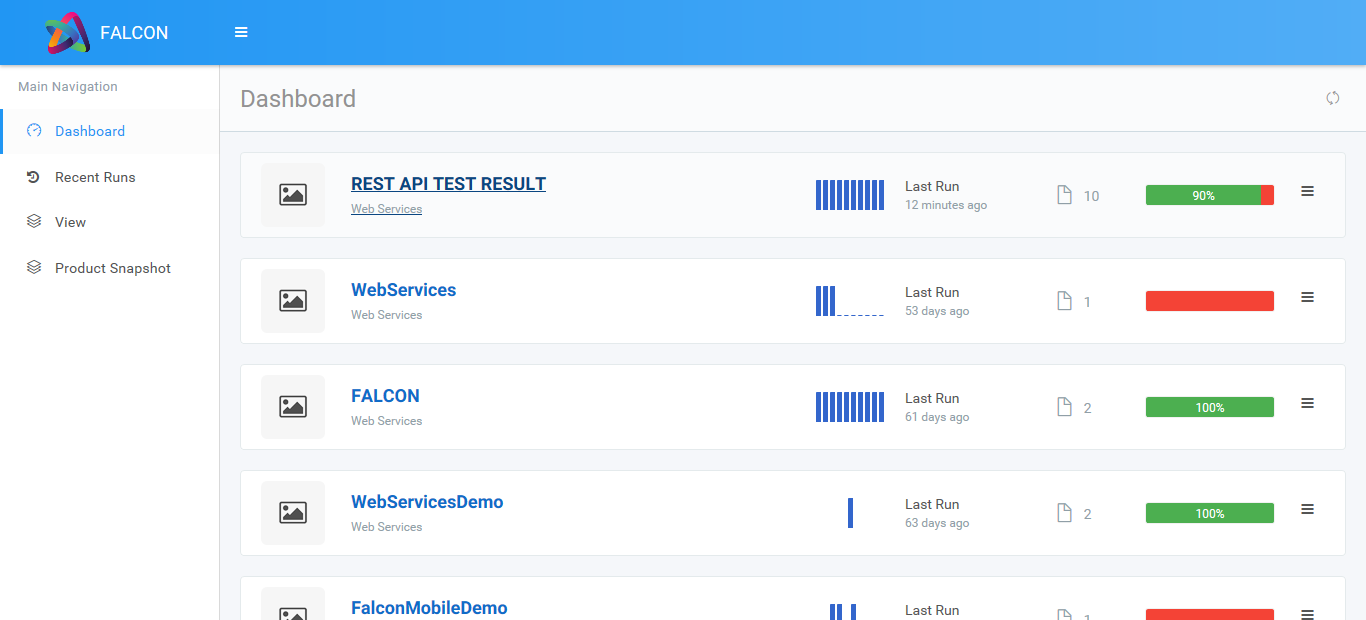 FALCON
Main Navigation
Dashboard
Recent Runs
View
Product Snapshot
Dashboard
REST API TEST RESULT
Web Services
Last Run
12 minutes ago
10
90%
WebServices
Web Services
Last Run
53 days ago
1
FALCON
Web Services
Last Run
61 days ago
2
100%
WebServicesDemo
Web Services
Last Run
63 days ago
2
100%
FalconMobileDemo
Last Run